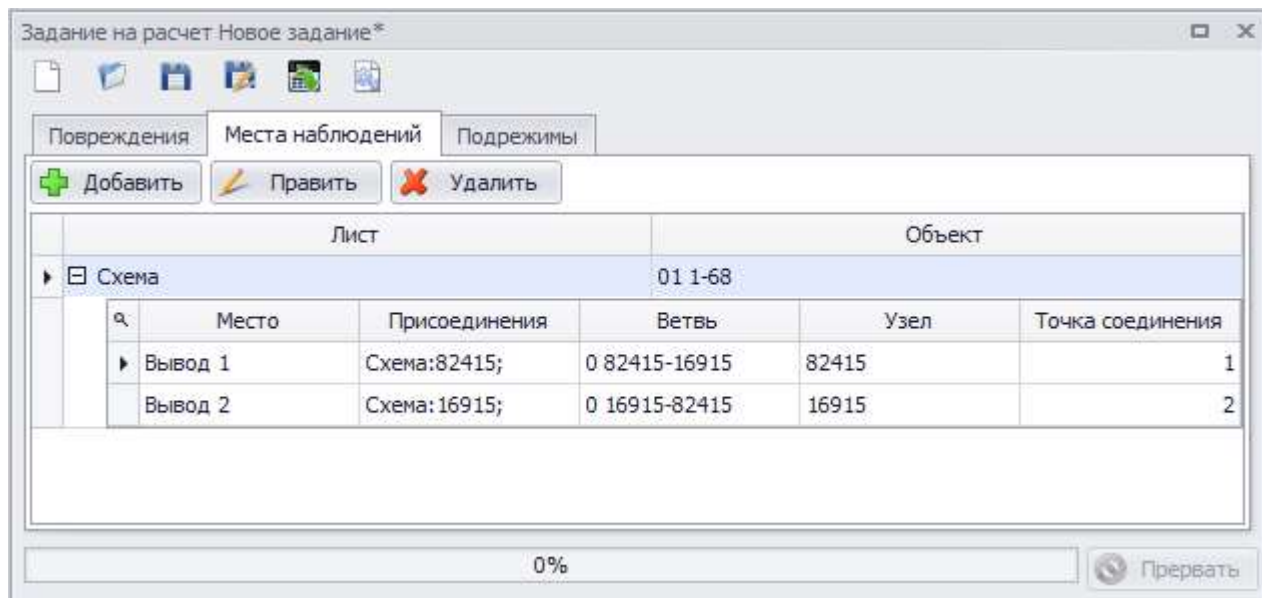 Задание на расчет Новое задание*
Повреждения Места наблюдений Подрежимы
Добавить Править Удалить
Лист Объект
Схема 01 1-68
Место Присоединения Ветвь Узел Точка соединения
Вывод 1 Схема:82415; 0 82415-16915 82415 1
Вывод 2 Схема:16915; 0 16915-82415 16915 2
0% Прервать